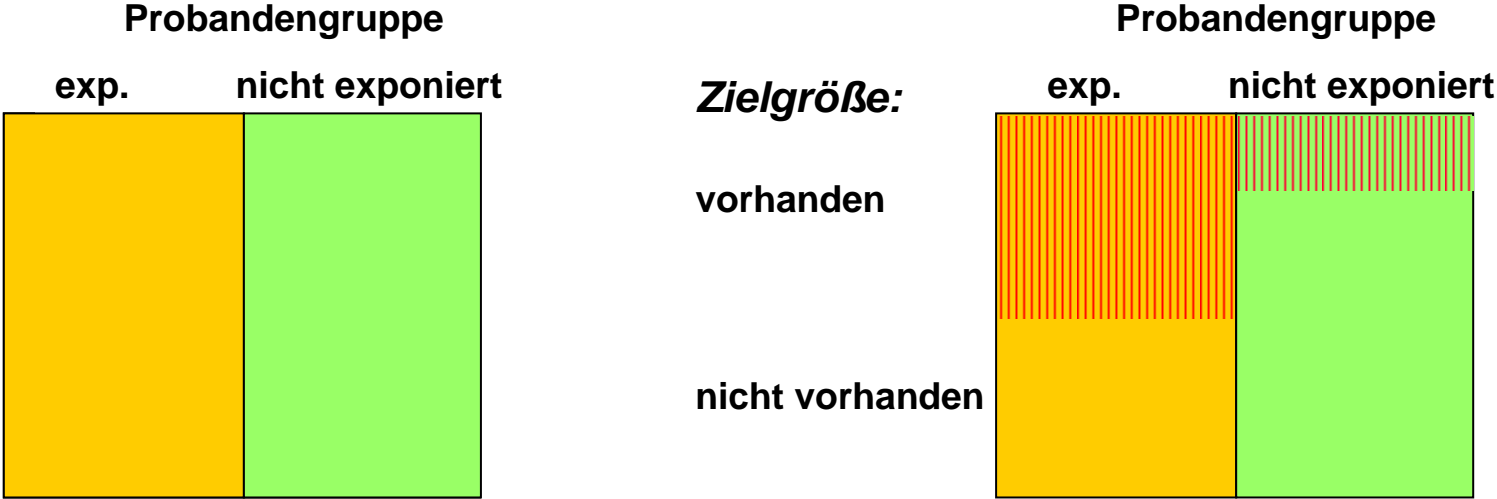 Probandengruppe
exp. nicht exponiert
Probandengruppe
Zielgröße: exp. nicht exponiert
vorhanden
nicht vorhanden